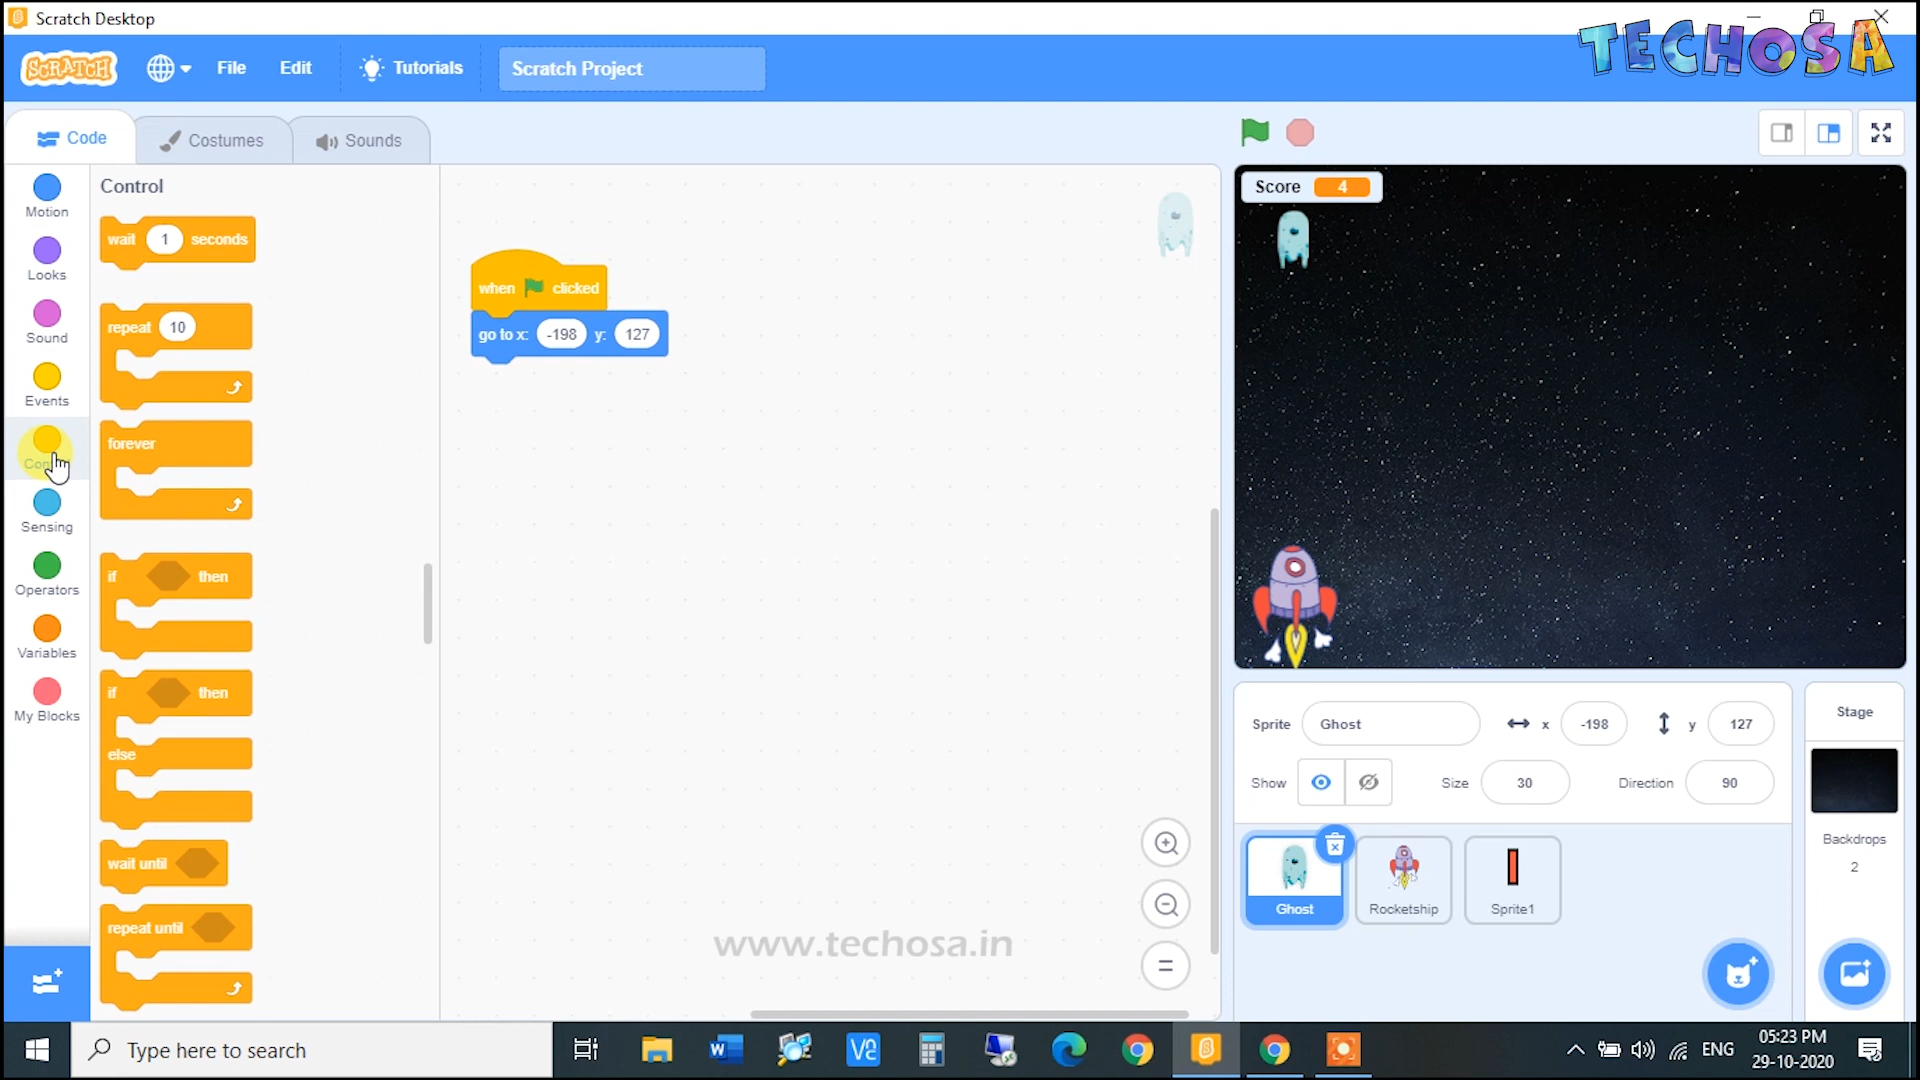 Scratch Desktop
TECHOSA
SCRATCH
File
Edit
Tutorials
Scratch Project
Code
Costumes
Sounds
Motion
Looks
Sound
Events
Sensing
Operators
Variables
My Blocks
Control
wait 1 seconds
repeat 10
forever
if then
if then
else
wait until
repeat until
when clicked
go to x: -198 y: 127
www.techosa.in
Score 4
Sprite Ghost x -198 y 127
Show Size 30 Direction 90
Ghost
Rocketship
Sprite1
Stage
Backdrops
2
Type here to search
ENG
05:23 PM
29-10-2020